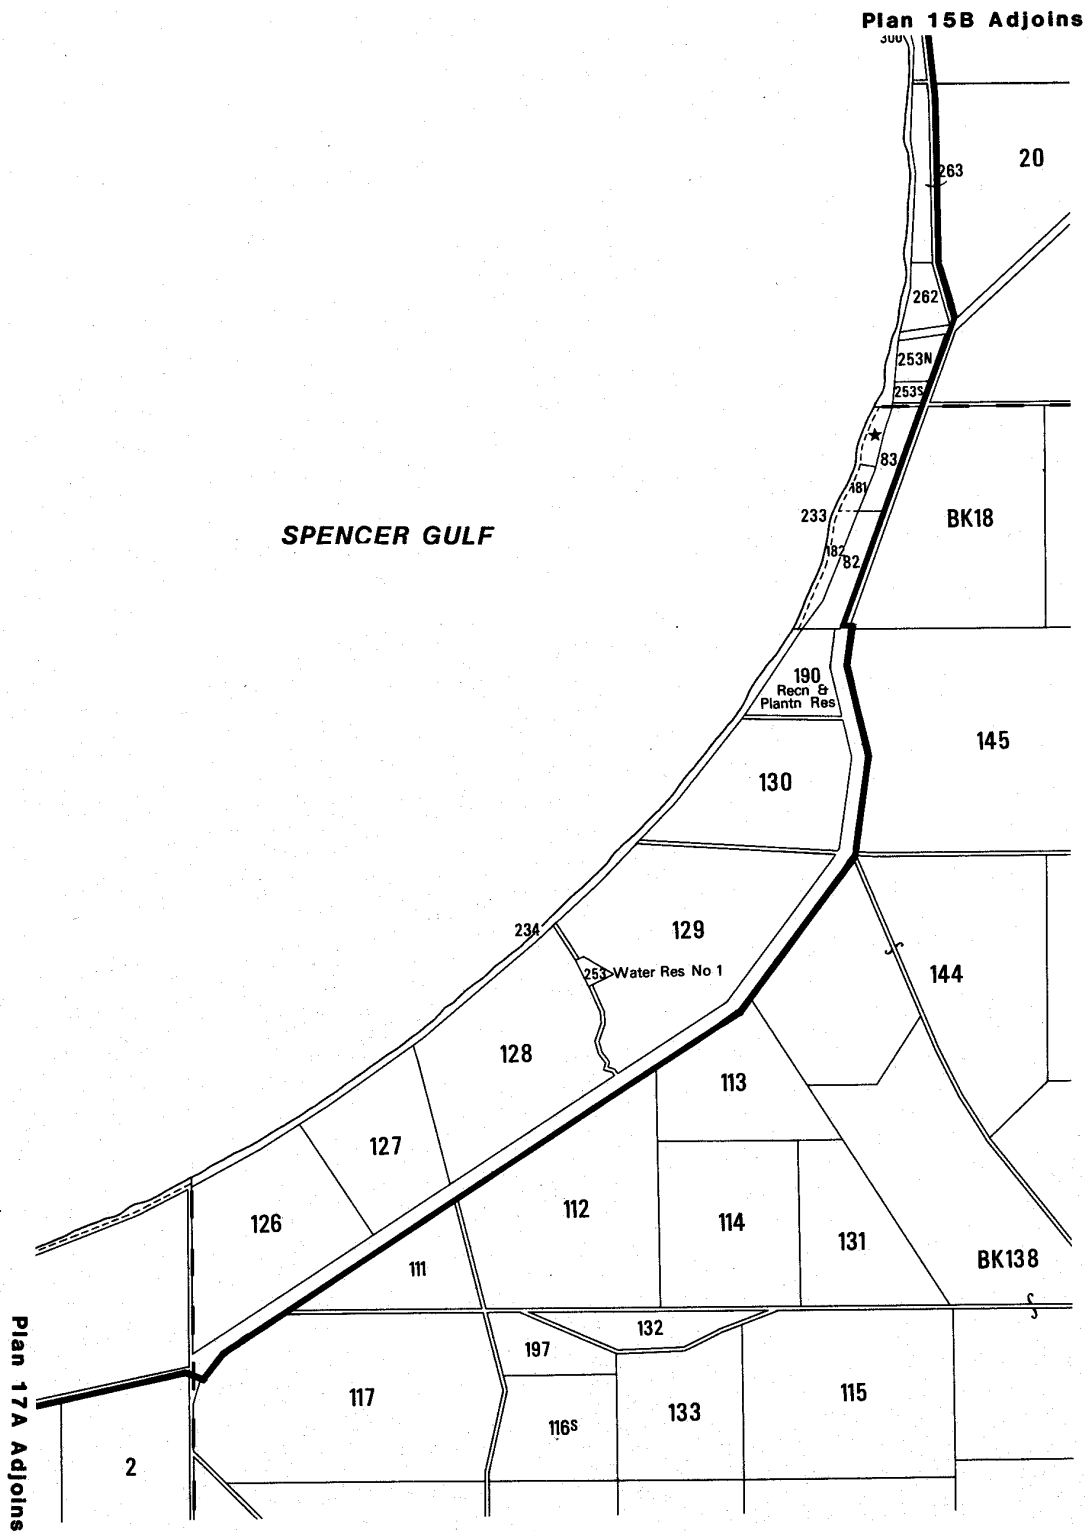 Plan 15B Adjoins
300
20
263
262
253N
253S
83
181
233
BK18
182
82
190
Recn &
Plantn Res
145
130
234
129
253 Water Res No 1
144
128
113
127
112
126
114
131
111
BK138
132
197
117
115
133
116S
2
SPENCER GULF
Plan 17A Adjoins